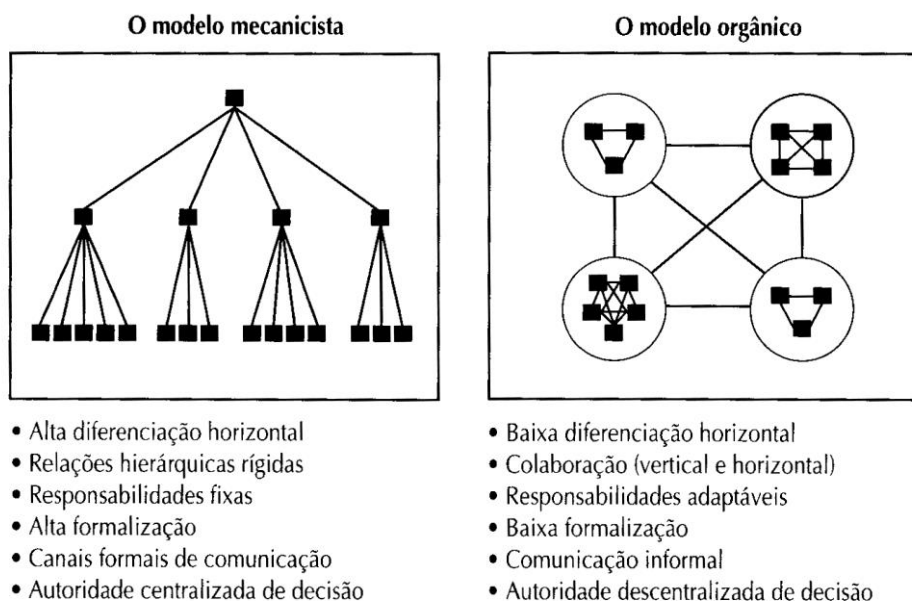 O modelo mecanicista
• Alta diferenciação horizontal
• Relações hierárquicas rígidas
• Responsabilidades fixas
• Alta formalização
• Canais formais de comunicação
• Autoridade centralizada de decisão
O modelo orgânico
• Baixa diferenciação horizontal
• Colaboração (vertical e horizontal)
• Responsabilidades adaptáveis
• Baixa formalização
• Comunicação informal
• Autoridade descentralizada de decisão